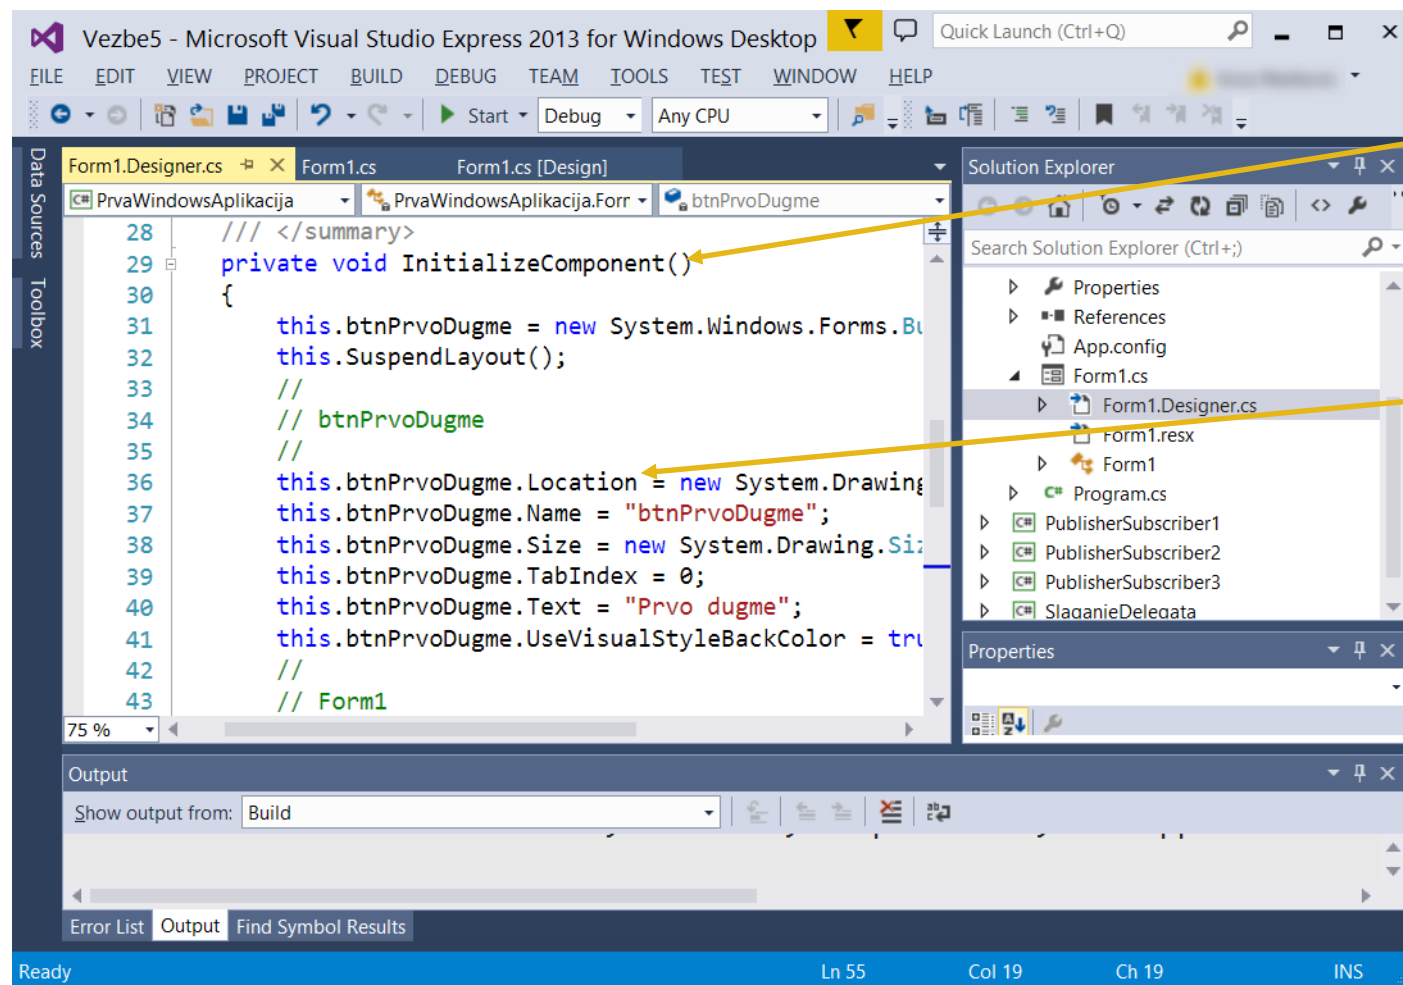 Vezbe5 - Microsoft Visual Studio Express 2013 for Windows Desktop
Quick Launch (Ctrl+Q)
FILE EDIT VIEW PROJECT BUILD DEBUG TEAM TOOLS TEST WINDOW HELP
Start Debug Any CPU
Data Sources
Toolbox
Form1.Designer.cs Form1.cs Form1.cs [Design]
PrvaWindowsAplikacija PrvaWindowsAplikacija.Forr btnPrvoDugme
28 /// </summary>
29 private void InitializeComponent()
30 {
31 this.btnPrvoDugme = new System.Windows.Forms.Bu
32 this.SuspendLayout();
33 //
34 // btnPrvoDugme
35 //
36 this.btnPrvoDugme.Location = new System.Drawing
37 this.btnPrvoDugme.Name = "btnPrvoDugme";
38 this.btnPrvoDugme.Size = new System.Drawing.Siz
39 this.btnPrvoDugme.TabIndex = 0;
40 this.btnPrvoDugme.Text = "Prvo dugme";
41 this.btnPrvoDugme.UseVisualStyleBackColor = tru
42 //
43 // Form1
75 %
Solution Explorer
Search Solution Explorer (Ctrl+;)
Properties
References
App.config
Form1.cs
Form1.Designer.cs
Form1.resx
Form1
C# Program.cs
C# PublisherSubscriber1
C# PublisherSubscriber2
C# PublisherSubscriber3
C# SlaganjeDelegata
Properties
Output
Show output from: Build
Error List Output Find Symbol Results
Ready Ln 55 Col 19 Ch 19 INS